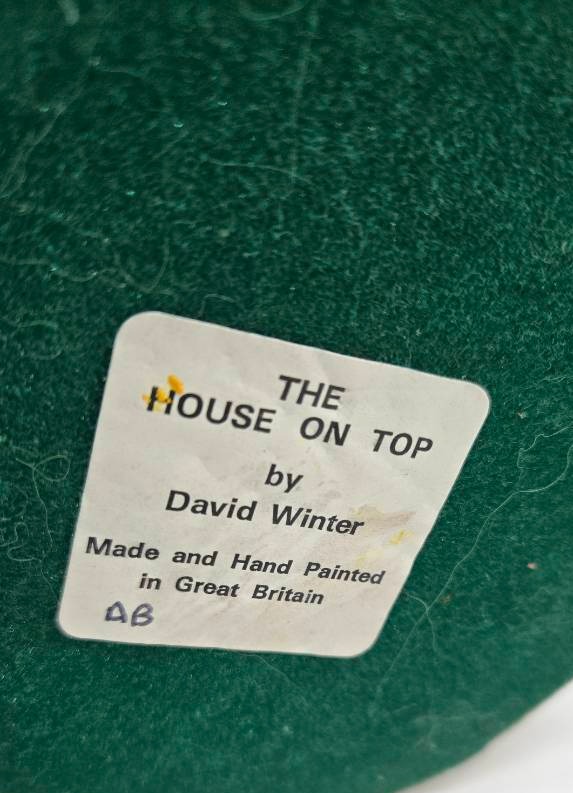 THE
HOUSE ON TOP
by
David Winter
Made and Hand Painted
in Great Britain
AB